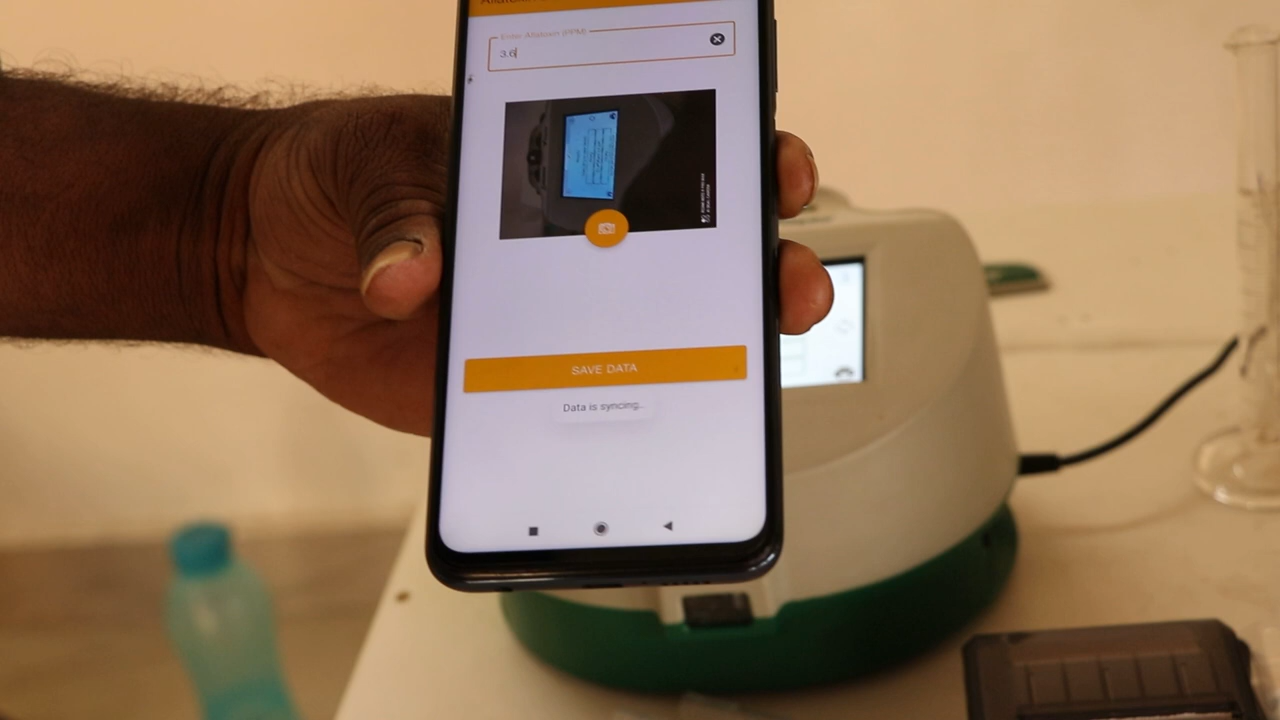 Enter Aflatoxin (PPM)
3.6
SAVE DATA
Data is syncing...